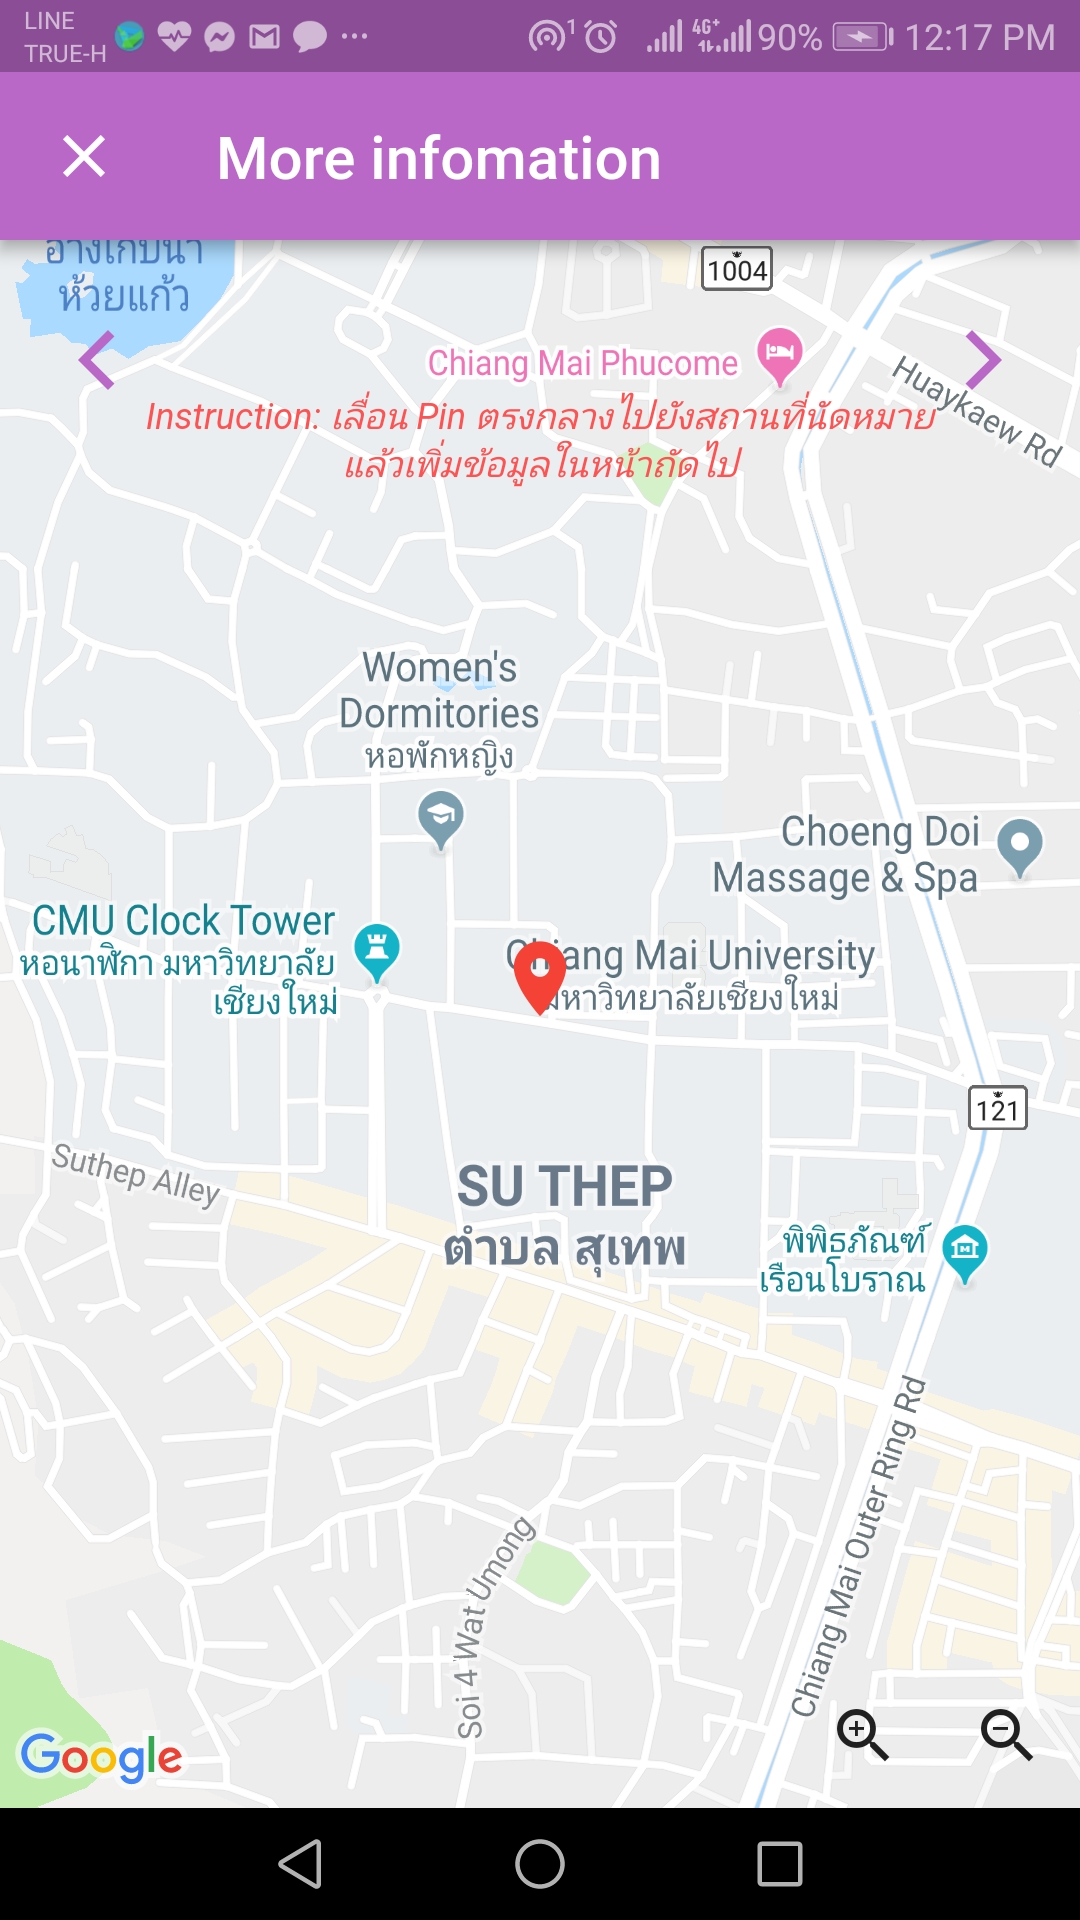 LINE
TRUE-H
1
4G+
90%
12:17 PM
More infomation
อ่างเก็บน้ำ
ห้วยแก้ว
1004
Chiang Mai Phucome
Huaykaew Rd
Instruction: เลื่อน Pin ตรงกลางไปยังสถานที่นัดหมาย
แล้วเพิ่มข้อมูลในหน้าถัดไป
Women's
Dormitories
หอพักหญิง
Choeng Doi
Massage & Spa
CMU Clock Tower
หอนาฬิกา มหาวิทยาลัย
เชียงใหม่
Chiang Mai University
มหาวิทยาลัยเชียงใหม่
121
Suthep Alley
SU THEP
ตำบล สุเทพ
พิพิธภัณฑ์
เรือนโบราณ
Chiang Mai Outer Ring Rd
Soi 4 Wat Umong
Google